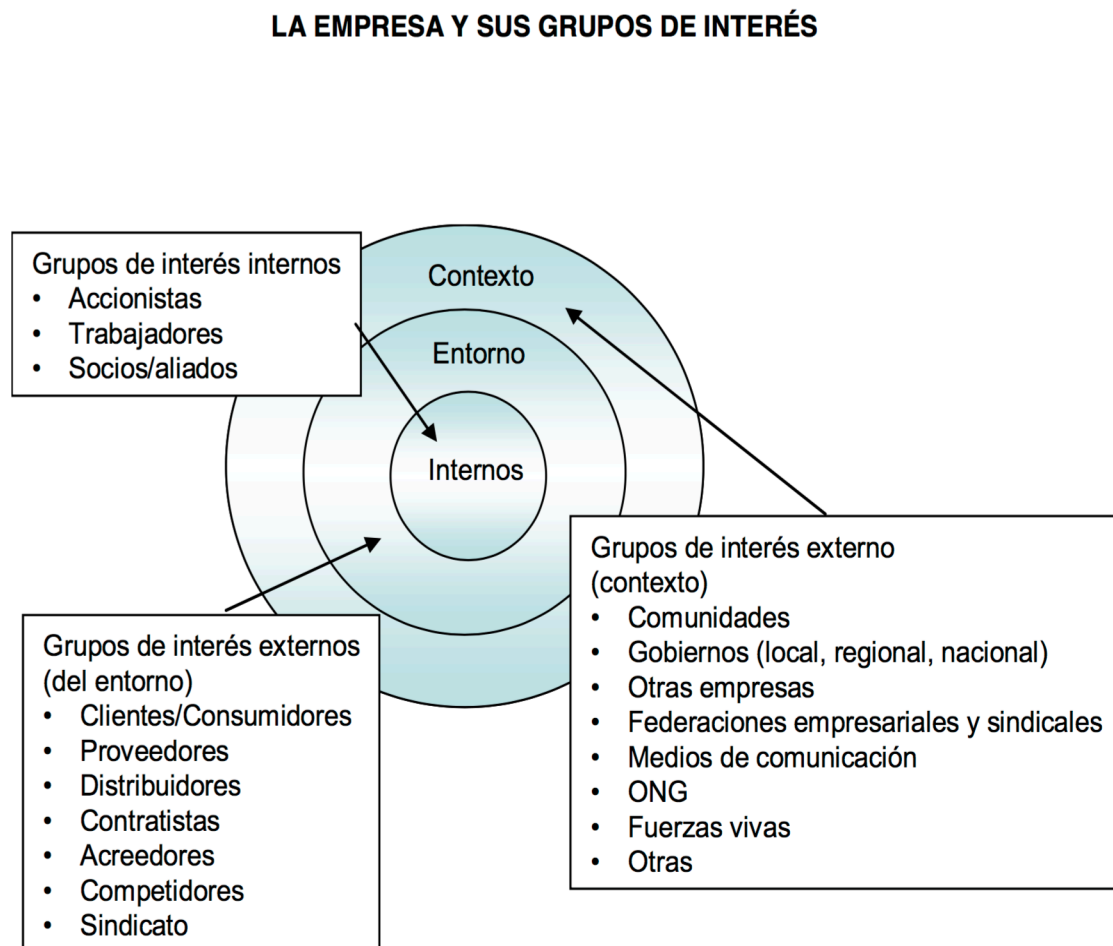 LA EMPRESA Y SUS GRUPOS DE INTERÉS
Grupos de interés internos
• Accionistas
• Trabajadores
• Socios/aliados
Contexto
Entorno
Internos
Grupos de interés externos
(del entorno)
• Clientes/Consumidores
• Proveedores
• Distribuidores
• Contratistas
• Acreedores
• Competidores
• Sindicato
Grupos de interés externo
(contexto)
• Comunidades
• Gobiernos (local, regional, nacional)
• Otras empresas
• Federaciones empresariales y sindicales
• Medios de comunicación
• ONG
• Fuerzas vivas
• Otras